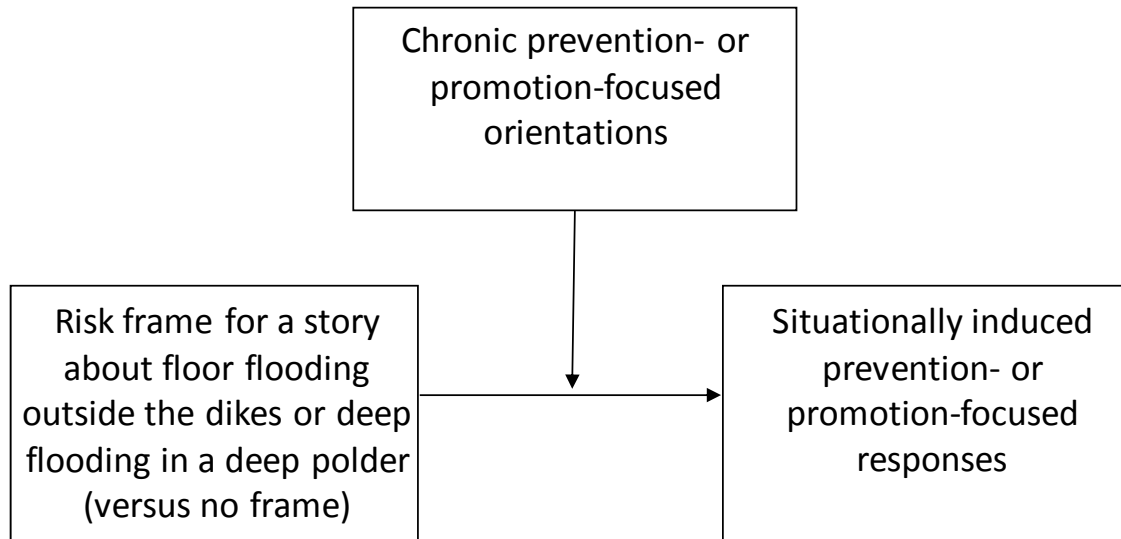 Chronic prevention- or
promotion-focused
orientations
Risk frame for a story
about floor flooding
outside the dikes or deep
flooding in a deep polder
(versus no frame)
Situationally induced
prevention- or
promotion-focused
responses